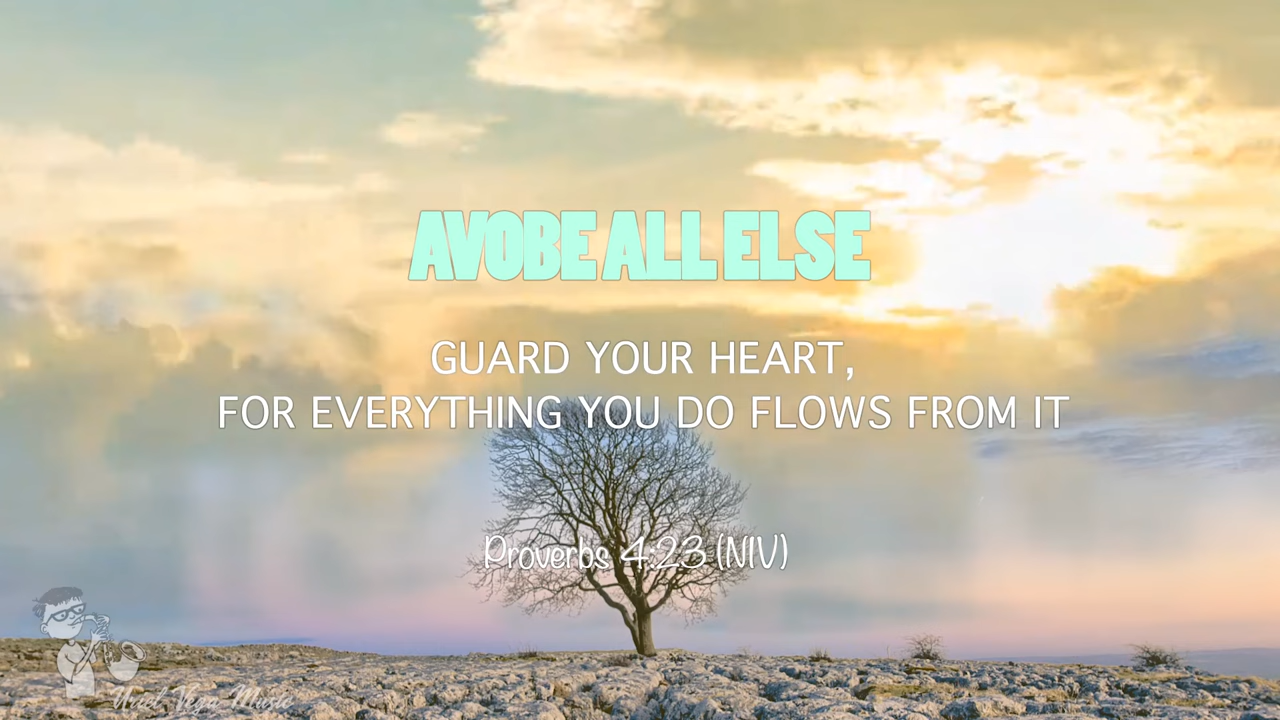 AVOBE ALL ELSE
GUARD YOUR HEART,
FOR EVERYTHING YOU DO FLOWS FROM IT
Proverbs 4:23 (NIV)
Uriel Vega Music